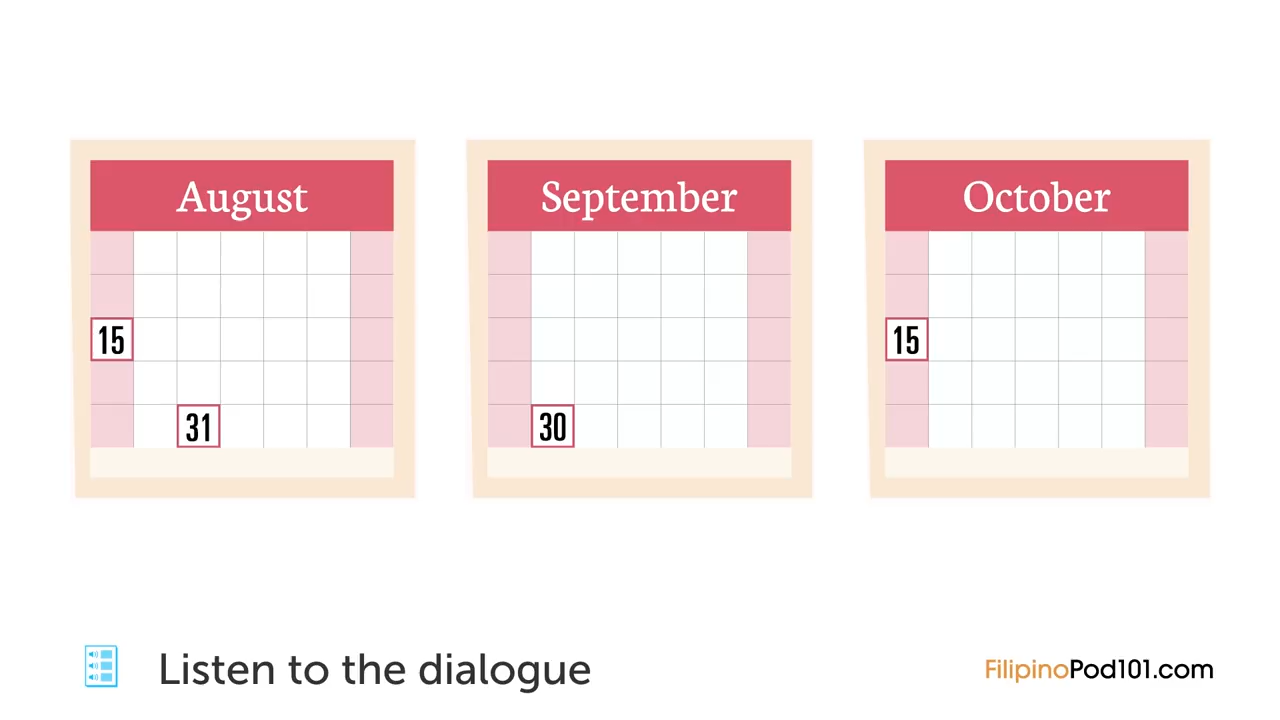 August
15
31
September
30
October
15
Listen to the dialogue
FilipinoPod101.com